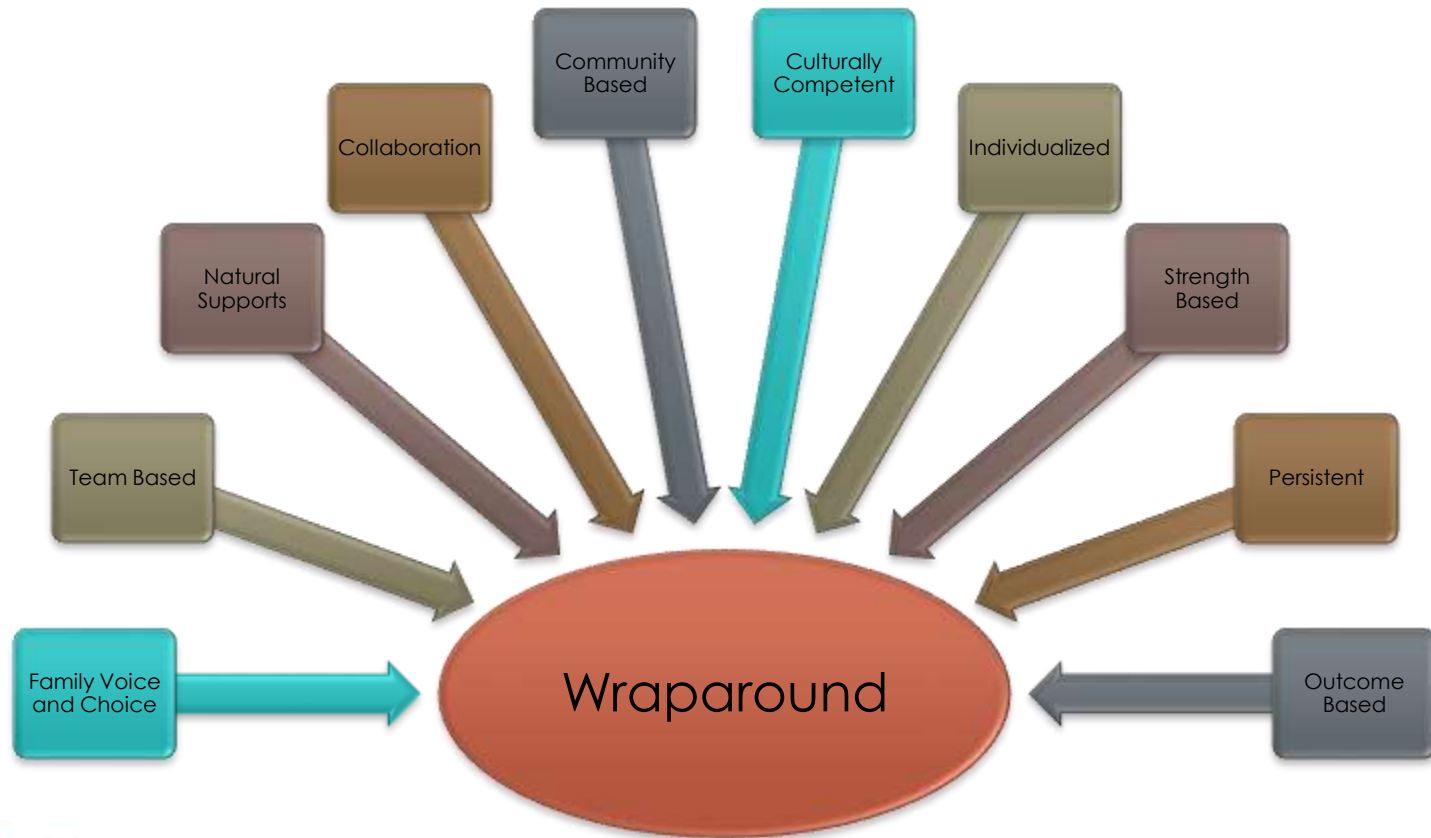 Community
Based
Culturally
Competent
Collaboration
Individualized
Natural
Supports
Strength
Based
Team Based
Persistent
Family Voice
and Choice
Wraparound
Outcome
Based